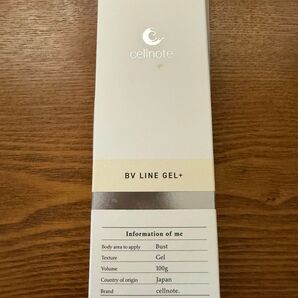 cellnote
BV LINE GEL+
Information of me
Body area to apply Bust
Texture Gel
Volume 100g
Country of origin Japan
Brand cellnote.